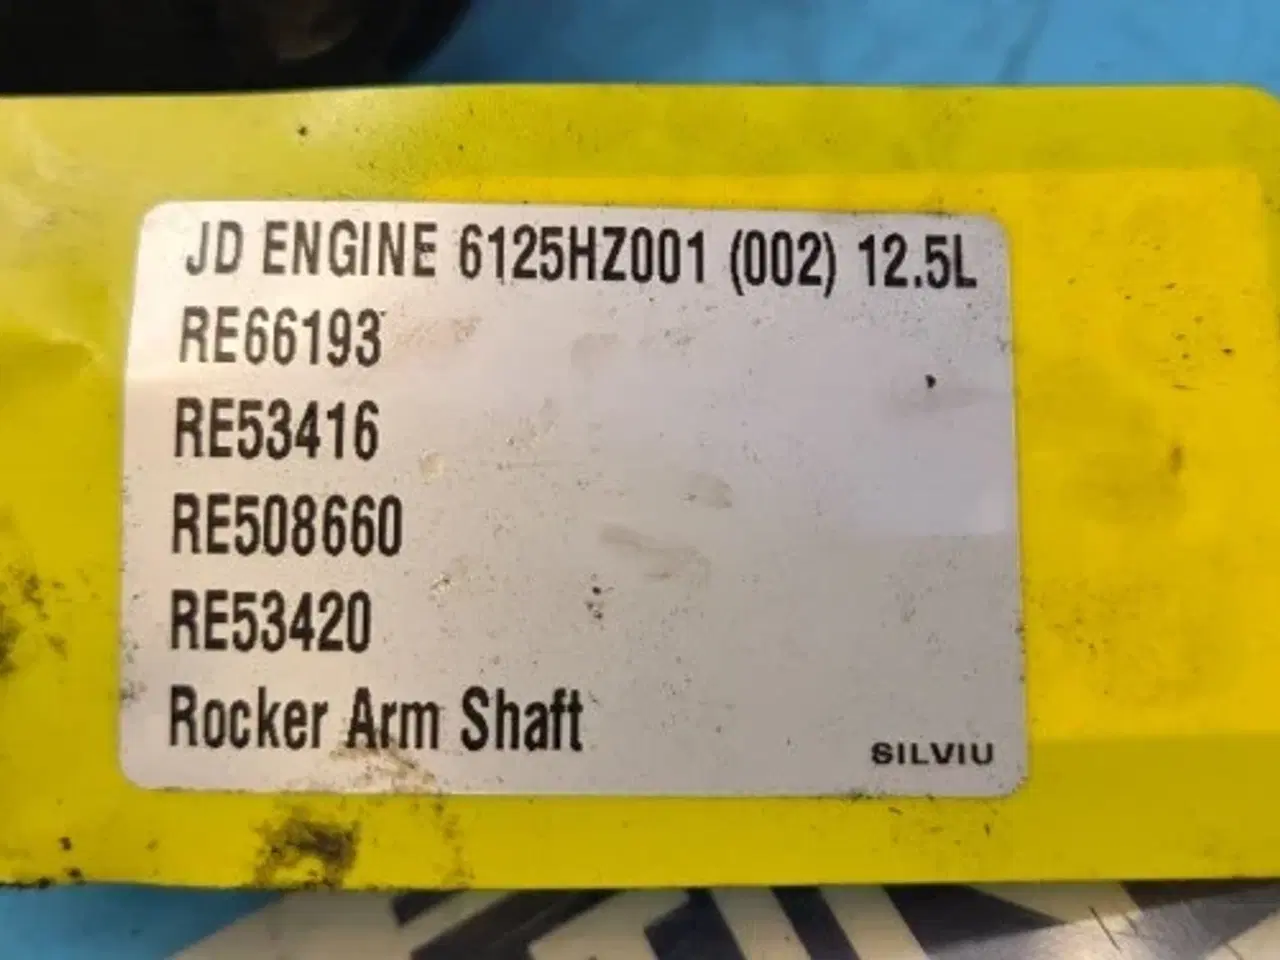 JD ENGINE 6125HZ001 (002) 12.5L
RE66193
RE53416
RE508660
RE53420
Rocker Arm Shaft
SILVIU